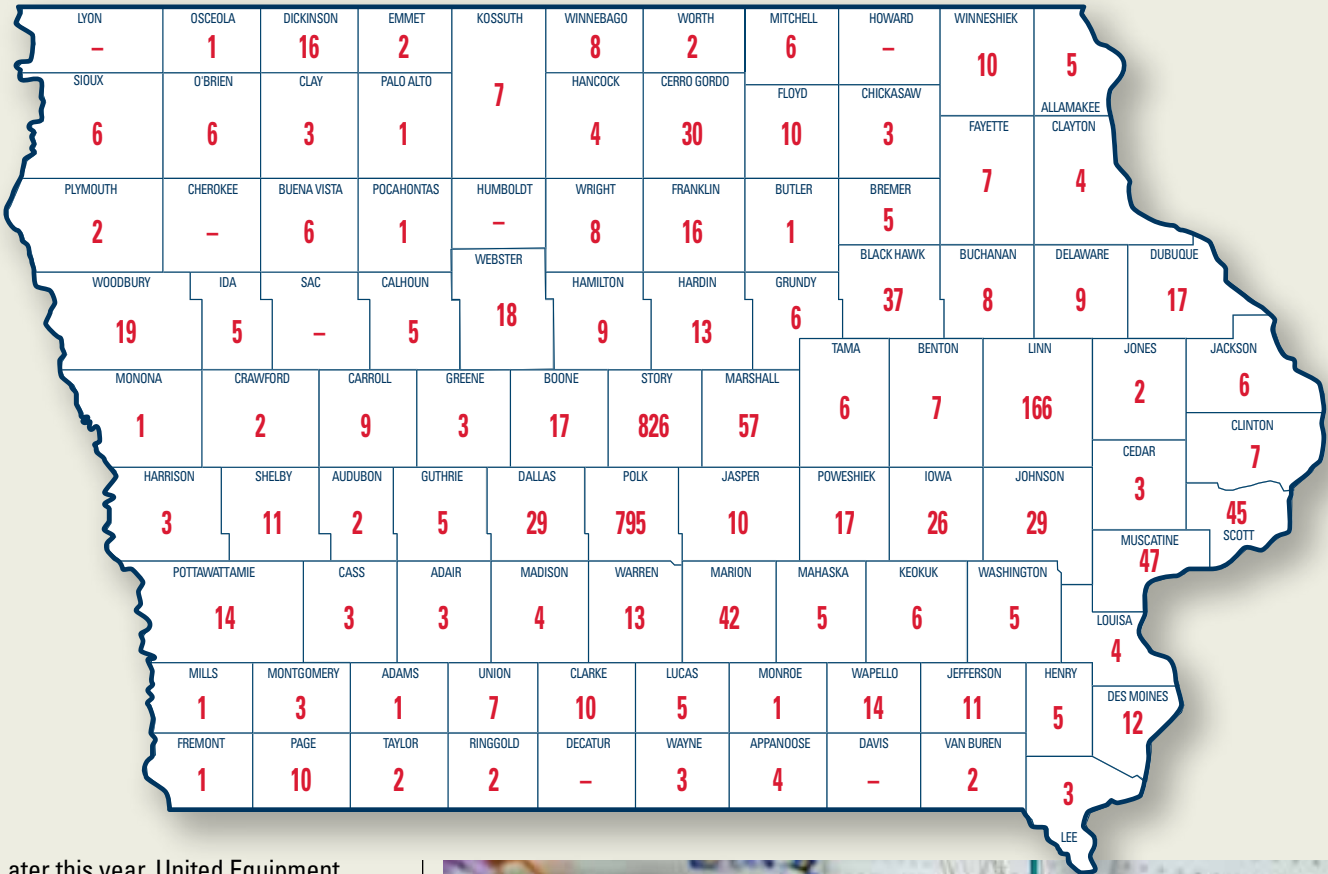 LYON OSCEOLA DICKINSON EMMET KOSSUTH WINNEBAGO WORTH MITCHELL HOWARD WINNESHIEK
– 1 16 2 7 8 2 6 – 10 5
ALLAMAKEE
SIOUX O'BRIEN CLAY PALO ALTO HANCOCK CERRO GORDO FLOYD CHICKASAW FAYETTE CLAYTON
6 6 3 1 4 30 10 3 7 4
PLYMOUTH CHEROKEE BUENA VISTA POCAHONTAS HUMBOLDT WRIGHT FRANKLIN BUTLER BREMER
2 – 6 1 – 8 16 1 5
WOODBURY IDA SAC CALHOUN WEBSTER HAMILTON HARDIN GRUNDY BLACK HAWK BUCHANAN DELAWARE DUBUQUE
19 5 – 5 18 9 13 6 37 8 9 17
MONONA CRAWFORD CARROLL GREENE BOONE STORY MARSHALL TAMA BENTON LINN JONES JACKSON
1 2 9 3 17 826 57 6 7 166 2 6
CLINTON
7
HARRISON SHELBY AUDUBON GUTHRIE DALLAS POLK JASPER POWESHIEK IOWA JOHNSON CEDAR
3 11 2 5 29 795 10 17 26 29 3 45
SCOTT
MUSCATINE
47
POTTAWATTAMIE CASS ADAIR MADISON WARREN MARION MAHASKA KEOKUK WASHINGTON LOUISA
14 3 3 4 13 42 5 6 5 4
MILLS MONTGOMERY ADAMS UNION CLARKE LUCAS MONROE WAPELLO JEFFERSON HENRY DES MOINES
1 3 1 7 10 5 1 14 11 5 12
FREMONT PAGE TAYLOR RINGGOLD DECATUR WAYNE APPANOOSE DAVIS VAN BUREN
1 10 2 2 – 3 4 – 2 3
LEE
ater this year, United Equipment